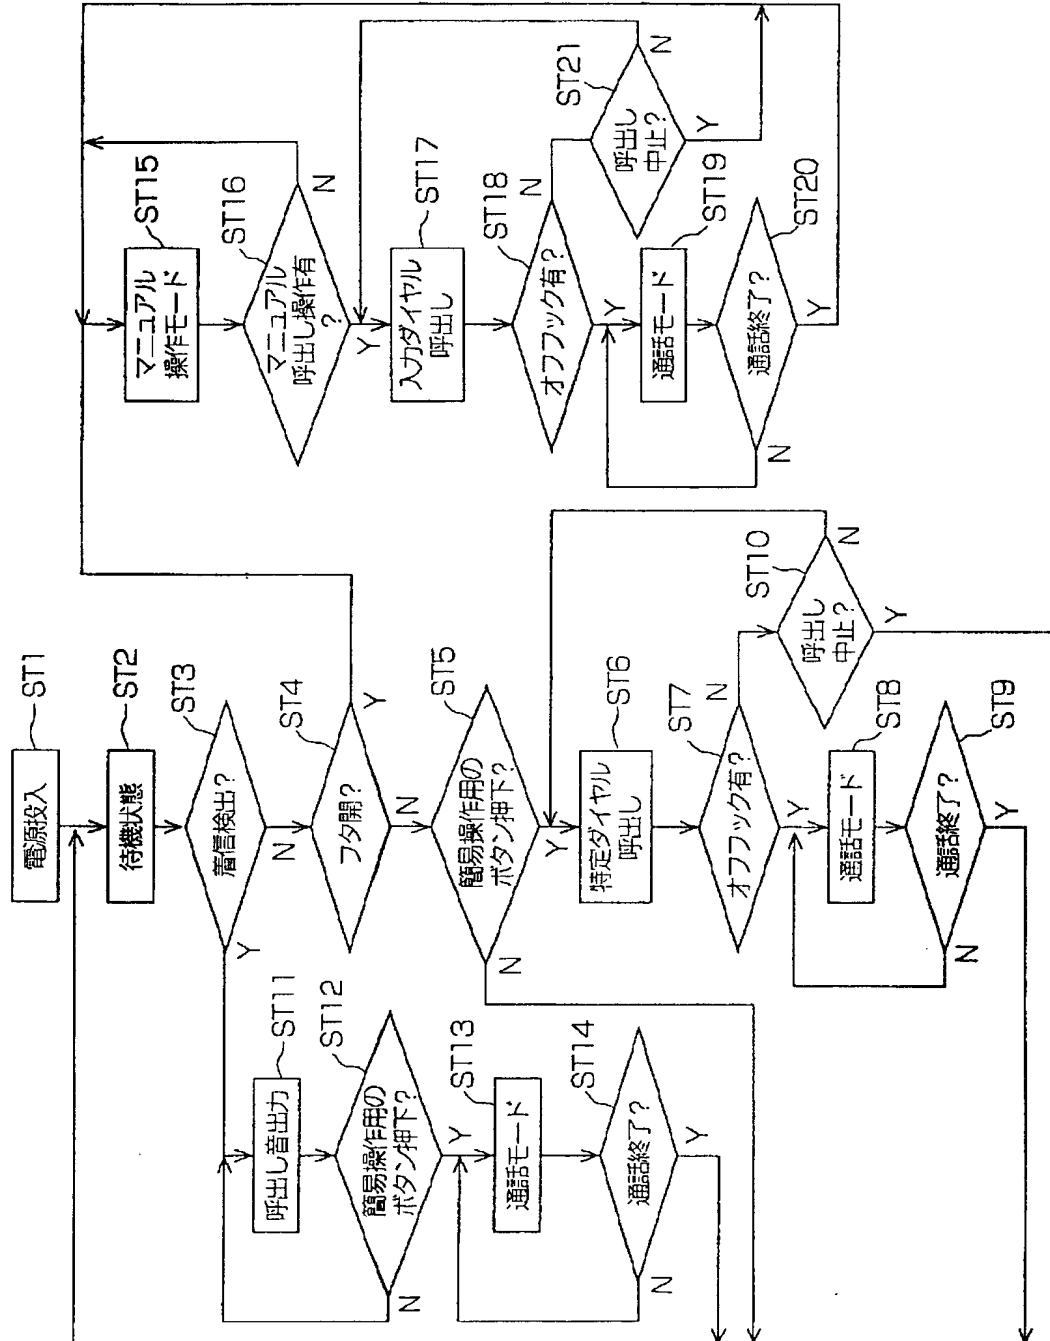 電源投入
ST1
待機状態
ST2
着信検出？
ST3
Y
N
フタ開？
ST4
Y
N
簡易操作用の
ボタン押下？
ST5
N
Y
特定ダイヤル
呼出し
ST6
オフフック有？
ST7
N
Y
通話モード
ST8
通話終了？
ST9
N
Y
呼出し
中止？
ST10
N
Y
呼出し音出力
ST11
簡易操作用の
ボタン押下？
ST12
N
Y
通話モード
ST13
通話終了？
ST14
N
Y
マニュアル
操作モード
ST15
マニュアル
呼出し操作有
？
ST16
N
Y
入力ダイヤル
呼出し
ST17
オフフック有？
ST18
N
Y
通話モード
ST19
通話終了？
ST20
N
Y
呼出し
中止？
ST21
N
Y